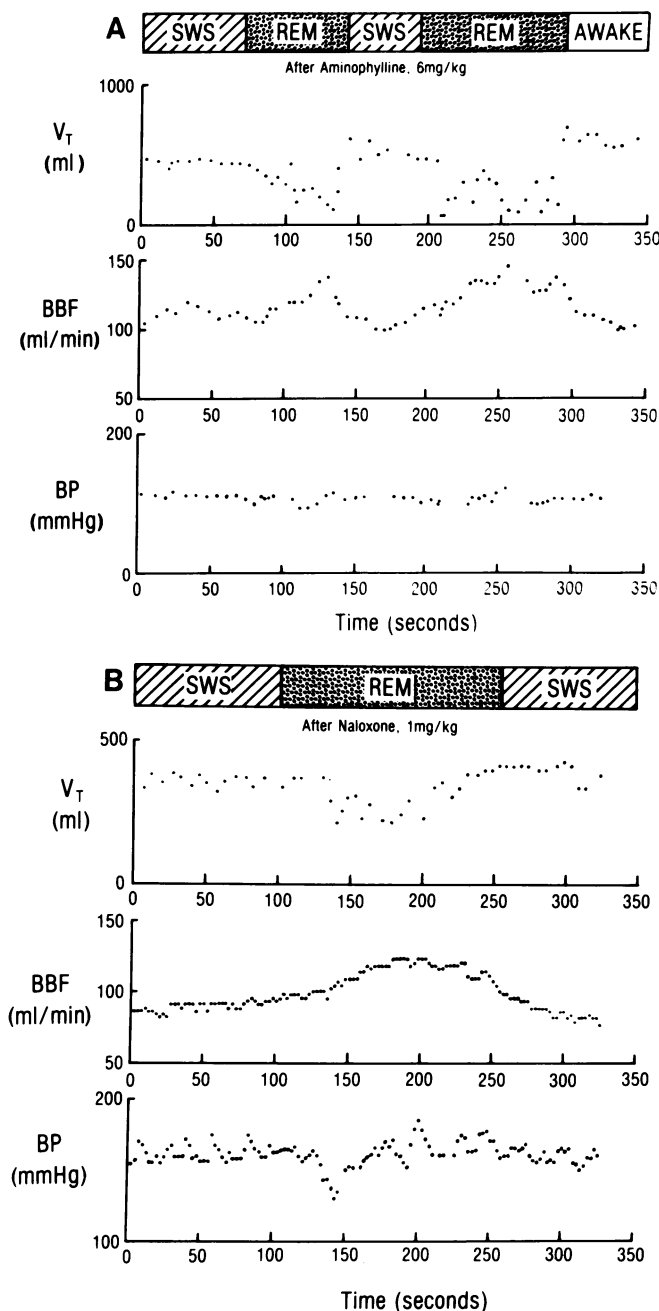 A SWS REM SWS REM AWAKE
After Aminophylline, 6mg/kg
1000
VT
(ml)
0
0 50 100 150 200 250 300 350
150
BBF
100
(ml/min)
50
0 50 100 150 200 250 300 350
200
BP
(mmHg)
0
0 50 100 150 200 250 300 350
Time (seconds)
B SWS REM SWS
After Naloxone, 1mg/kg
500
VT
(ml)
0
0 50 100 150 200 250 300 350
150
BBF
100
(ml/min)
50
0 50 100 150 200 250 300 350
200
BP
(mmHg)
100
0 50 100 150 200 250 300 350
Time (seconds)